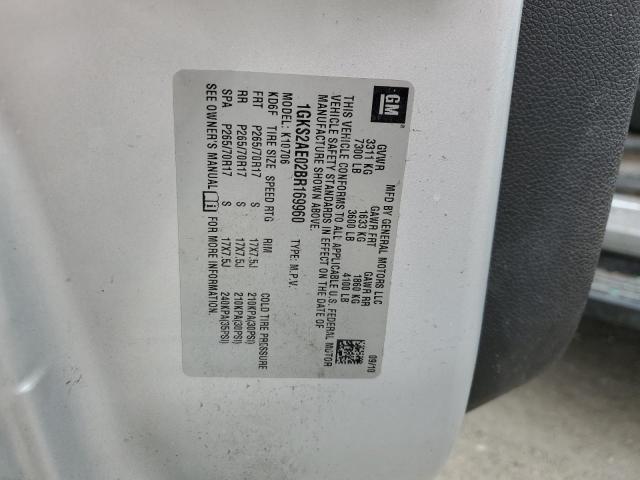 GM
MFD BY GENERAL MOTORS LLC 09/10
GVWR GAWR FRT GAWR RR
3311 KG 1633 KG 1860 KG
7300 LB 3600 LB 4100 LB
THIS VEHICLE CONFORMS TO ALL APPLICABLE U.S. FEDERAL MOTOR
VEHICLE SAFETY STANDARDS IN EFFECT ON THE DATE OF
MANUFACTURE SHOWN ABOVE.
1GKS2AE02BR169960 TYPE: M.P.V.
MODEL: K10706
KD6F TIRE SIZE SPEED RTG RIM COLD TIRE PRESSURE
FRT P265/70R17 S 17X7.5J 210KPA(30PSI)
RR P265/70R17 S 17X7.5J 210KPA(30PSI)
SPA P265/70R17 S 17X7.5J 240KPA(35PSI)
SEE OWNER'S MANUAL FOR MORE INFORMATION.